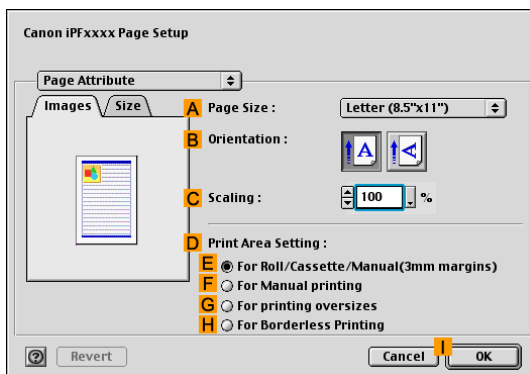 Canon iPFxxxx Page Setup
Page Attribute
Images Size
A Page Size : Letter (8.5"x11")
B Orientation :
A A
C Scaling : 100 %
D Print Area Setting :
E For Roll/Cassette/Manual(3mm margins)
F For Manual printing
G For printing oversizes
H For Borderless Printing
? Revert Cancel I OK